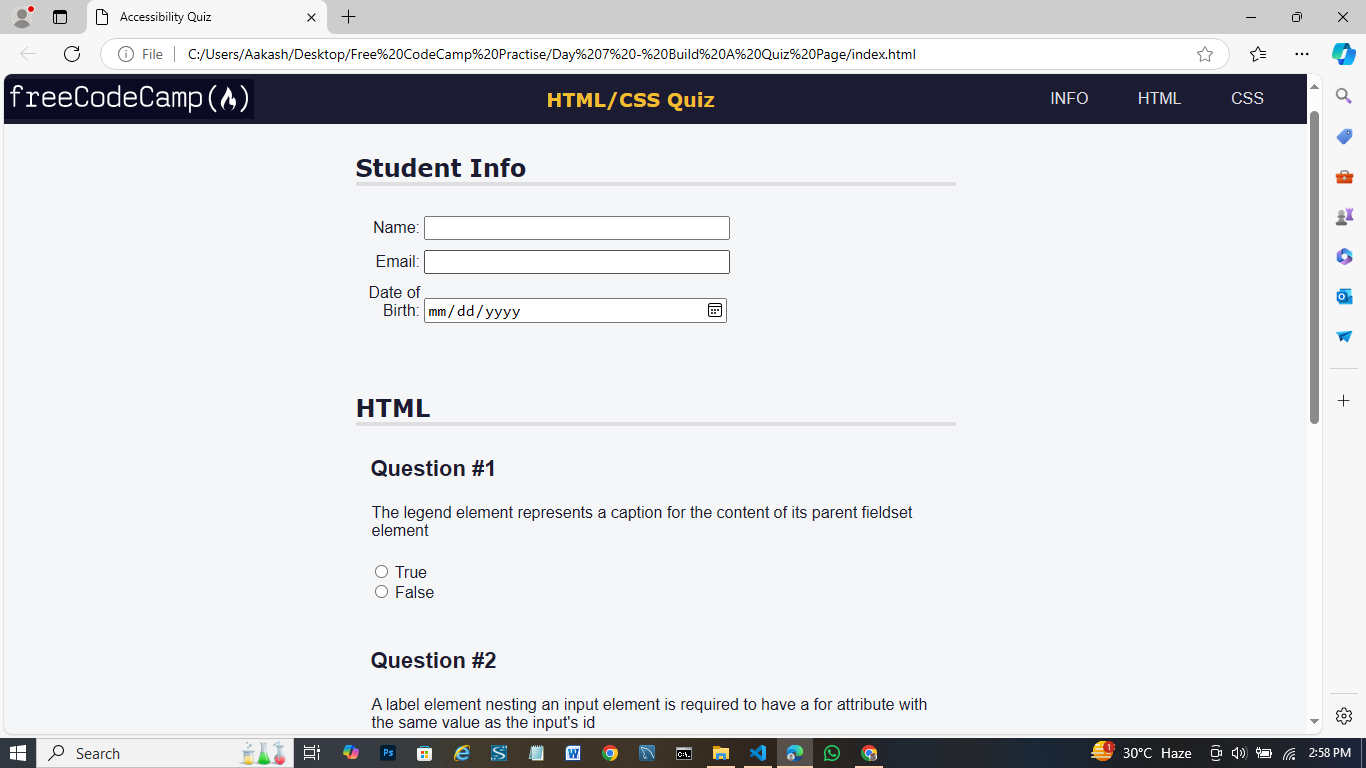 Accessibility Quiz
File
C:/Users/Aakash/Desktop/Free%20CodeCamp%20Practise/Day%207%20-%20Build%20A%20Quiz%20Page/index.html
freeCodeCamp(🔥)
HTML/CSS Quiz
INFO
HTML
CSS
Student Info
Name:
Email:
Date of
Birth:
mm/dd/yyyy
HTML
Question #1
The legend element represents a caption for the content of its parent fieldset
element
True
False
Question #2
A label element nesting an input element is required to have a for attribute with
the same value as the input's id
Search
Ps
1
30°C Haze
2:58 PM